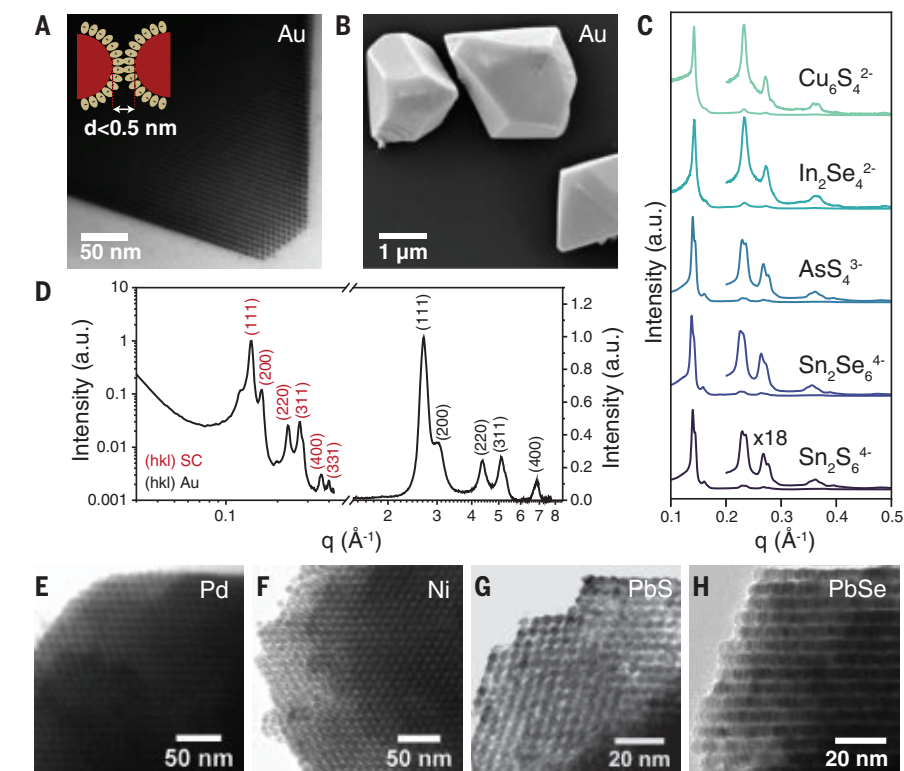 A
Au
d<0.5 nm
50 nm
B
Au
1 µm
C
Cu₆S₄²⁻
In₂Se₄²⁻
AsS₄³⁻
Sn₂Se₆⁴⁻
x18
Sn₂S₆⁴⁻
Intensity (a.u.)
0.1 0.2 0.3 0.4 0.5
q (Å⁻¹)
D
10
1
0.1
0.01
0.001
Intensity (a.u.)
(111)
(200)
(220)
(311)
(400)
(331)
(hkl) SC
(hkl) Au
(111)
(200)
(220)
(311)
(400)
1.2
1.0
0.8
0.6
0.4
0.2
0.0
Intensity (a.u.)
0.1 2 3 4 5 6 7 8
q (Å⁻¹)
E
Pd
50 nm
F
Ni
50 nm
G
PbS
20 nm
H
PbSe
20 nm